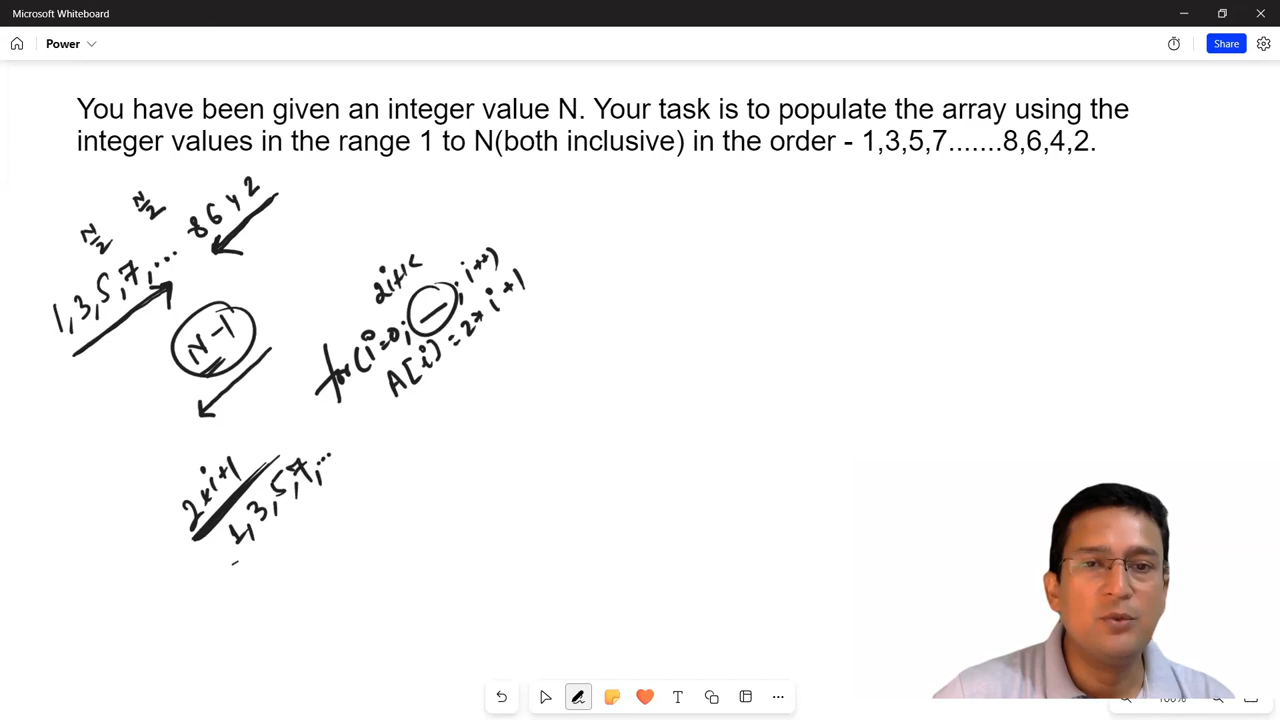 Microsoft Whiteboard
Power
Share
You have been given an integer value N. Your task is to populate the array using the
integer values in the range 1 to N(both inclusive) in the order - 1,3,5,7.......8,6,4,2.
N/2
N/2
1,3,5,7,... 8 6 4 2
N-1
2i+1<
for(i=0; — ; i++)
A[i]=2*i+1
2*i+1
1,3,5,7,...
100%